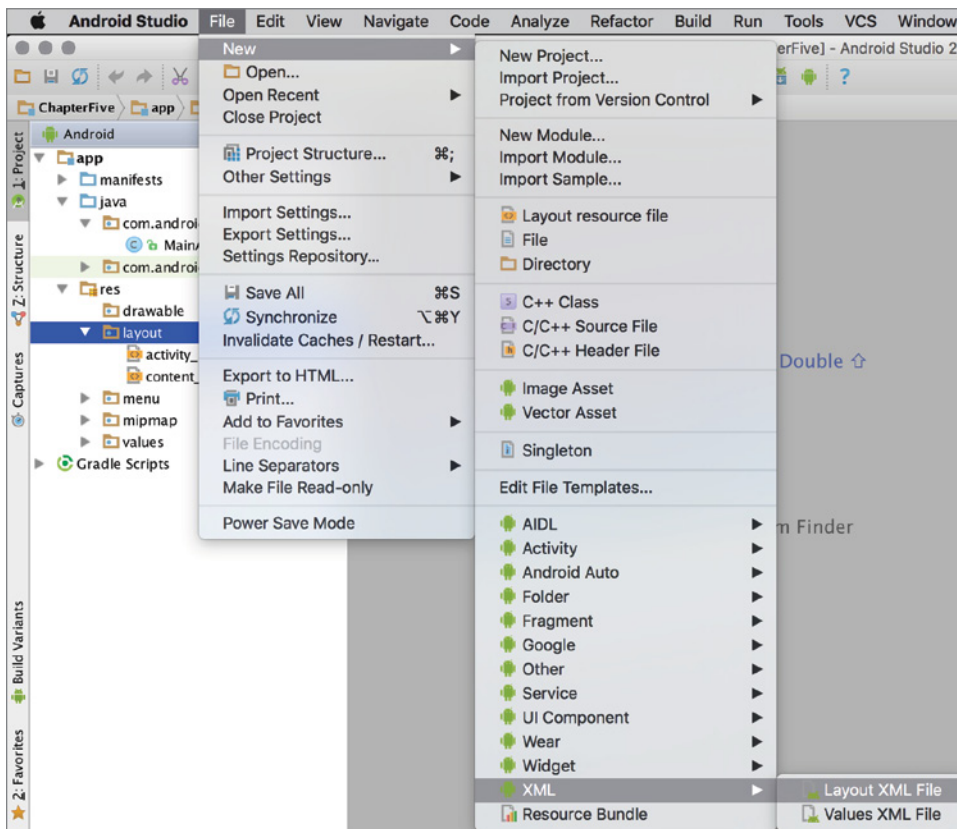 Android Studio File Edit View Navigate Code Analyze Refactor Build Run Tools VCS Window
erFive] - Android Studio 2
ChapterFive app
1: Project
Z: Structure
Captures
Build Variants
2: Favorites
Android
app
manifests
java
com.androi
MainA
com.androi
res
drawable
layout
activity_
content_
menu
mipmap
values
Gradle Scripts
New
Open...
Open Recent
Close Project
Project Structure... ⌘;
Other Settings
Import Settings...
Export Settings...
Settings Repository...
Save All ⌘S
Synchronize ⌥⌘Y
Invalidate Caches / Restart...
Export to HTML...
Print...
Add to Favorites
File Encoding
Line Separators
Make File Read-only
Power Save Mode
New Project...
Import Project...
Project from Version Control
New Module...
Import Module...
Import Sample...
Layout resource file
File
Directory
C++ Class
C/C++ Source File
C/C++ Header File
Image Asset
Vector Asset
Singleton
Edit File Templates...
AIDL
Activity
Android Auto
Folder
Fragment
Google
Other
Service
UI Component
Wear
Widget
XML
Resource Bundle
Layout XML File
Values XML File
Double ⇧
m Finder